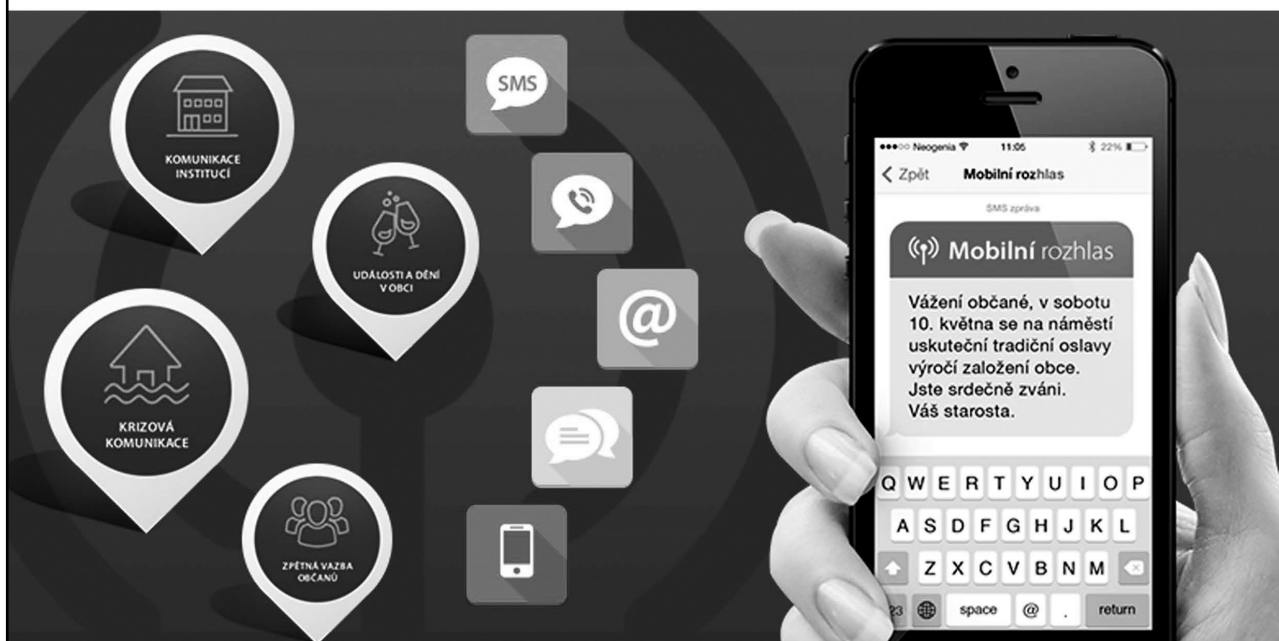 KOMUNIKACE
INSTITUCÍ
UDÁLOSTI A DĚNÍ
V OBCI
KRIZOVÁ
KOMUNIKACE
ZPĚTNÁ VAZBA
OBČANŮ
SMS
@
Neogenia 11:05 22%
Zpět Mobilní rozhlas
SMS zpráva
Mobilní rozhlas
Vážení občané, v sobotu
10. května se na náměstí
uskuteční tradiční oslavy
výročí založení obce.
Jste srdečně zváni.
Váš starosta.
Q W E R T Y U I O P
A S D F G H J K L
Z X C V B N M
space @ . return